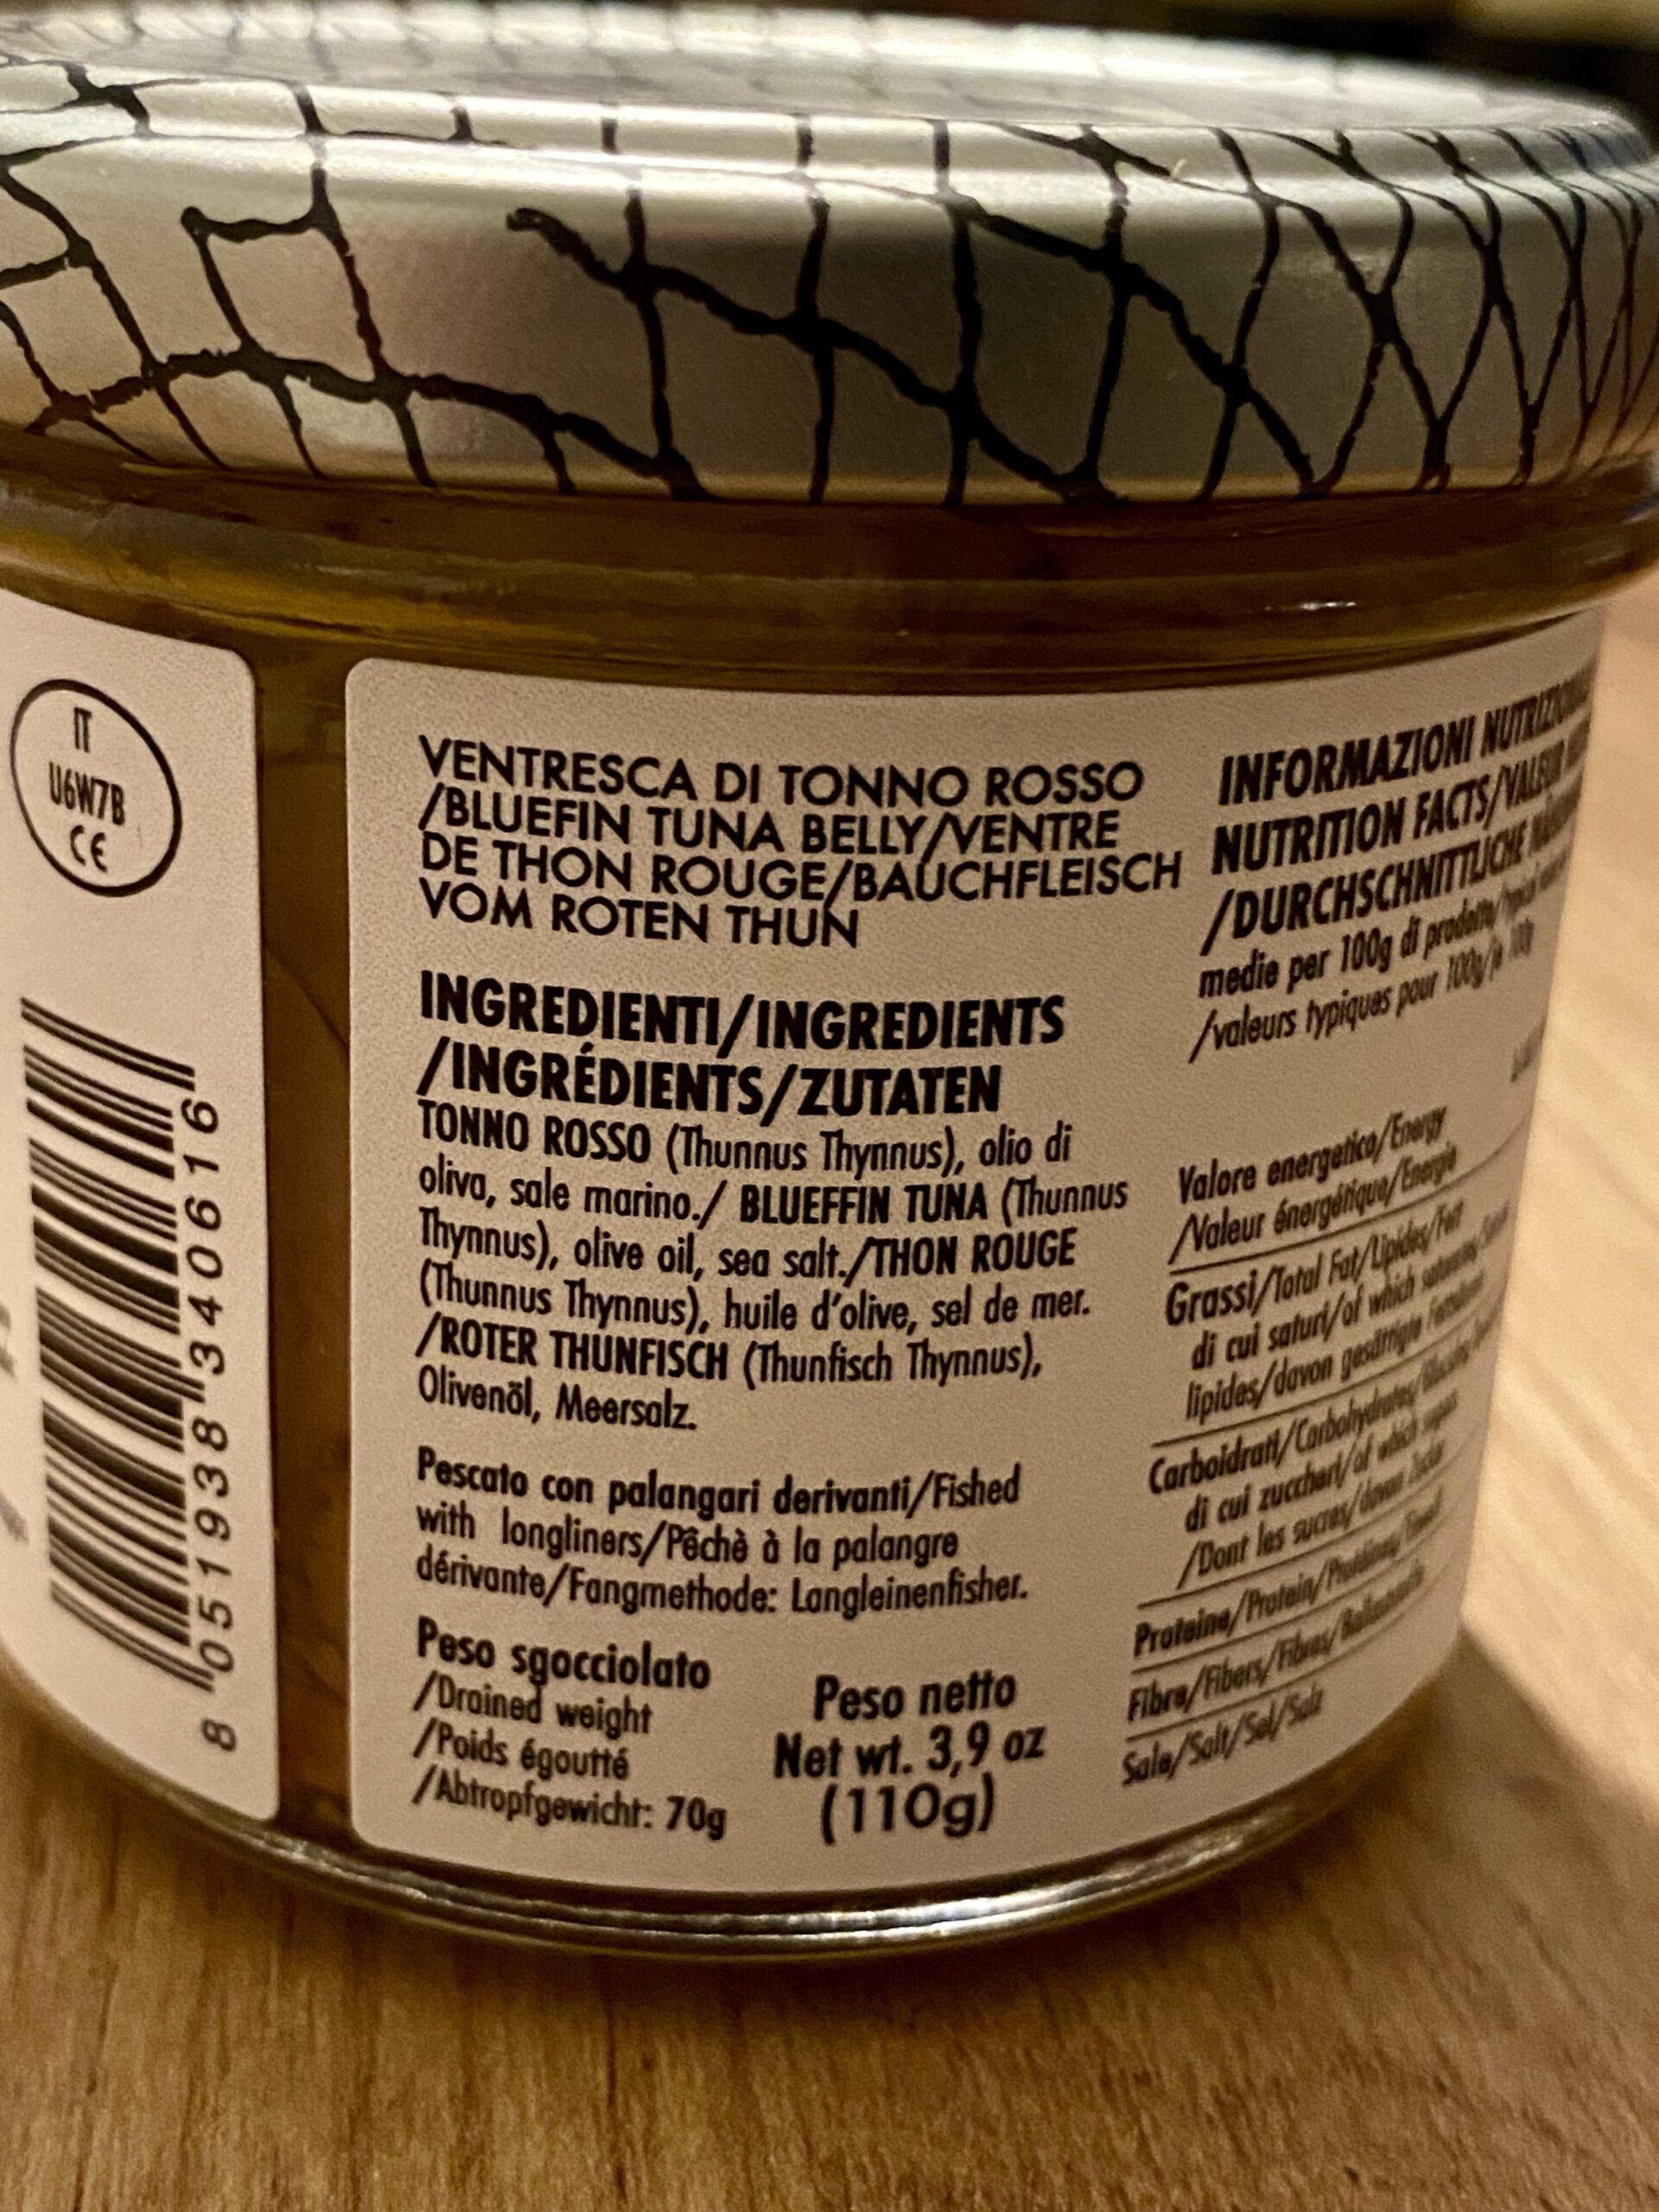 IT
U6W7B
CE
8 051938 340616
VENTRESCA DI TONNO ROSSO
/BLUEFIN TUNA BELLY/VENTRE
DE THON ROUGE/BAUCHFLEISCH
VOM ROTEN THUN
INGREDIENTI/INGREDIENTS
/INGRÉDIENTS/ZUTATEN
TONNO ROSSO (Thunnus Thynnus), olio di
oliva, sale marino./ BLUEFFIN TUNA (Thunnus
Thynnus), olive oil, sea salt./THON ROUGE
(Thunnus Thynnus), huile d'olive, sel de mer.
/ROTER THUNFISCH (Thunfisch Thynnus),
Olivenöl, Meersalz.
Pescato con palangari derivanti/Fished
with longliners/Pêchè à la palangre
dérivante/Fangmethode: Langleinenfisher.
Peso sgocciolato
/Drained weight
/Poids égoutté
/Abtropfgewicht: 70g
Peso netto
Net wt. 3,9 oz
(110g)
INFORMAZIONI
NUTRITION FACTS/
/DURCHSCHNITTLICHE
medie per 100g di prodotto/
/valeurs typiques pour 100g/
Valore energetico/Energy
/Valeur énergétique/Energie
Grassi/Total Fat/Lipides/Fett
di cui saturi/of which
lipides/davon gesättigte
Carboidrati/Carbohydrates/
di cui zuccheri/of which sugars
/Dont les sucres/davon Zucker
Proteine/Protein/
Fibre/Fibers/Fibres/
Sale/Salt/Sel/Salz